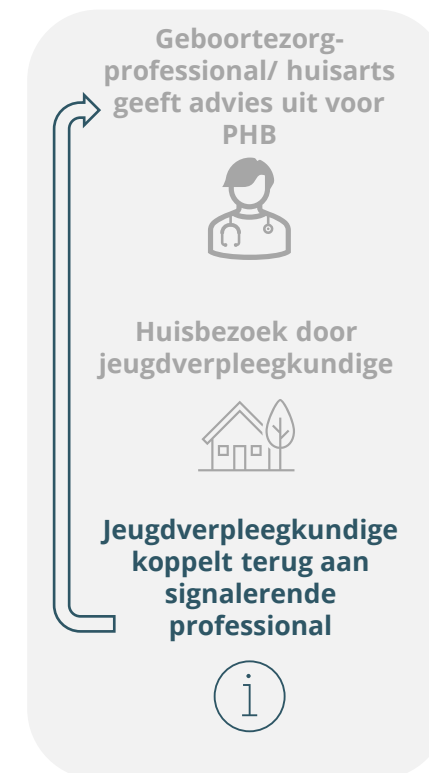 Geboortezorg-
professional/ huisarts
geeft advies uit voor
PHB
Huisbezoek door
jeugdverpleegkundige
Jeugdverpleegkundige
koppelt terug aan
signalerende
professional
i